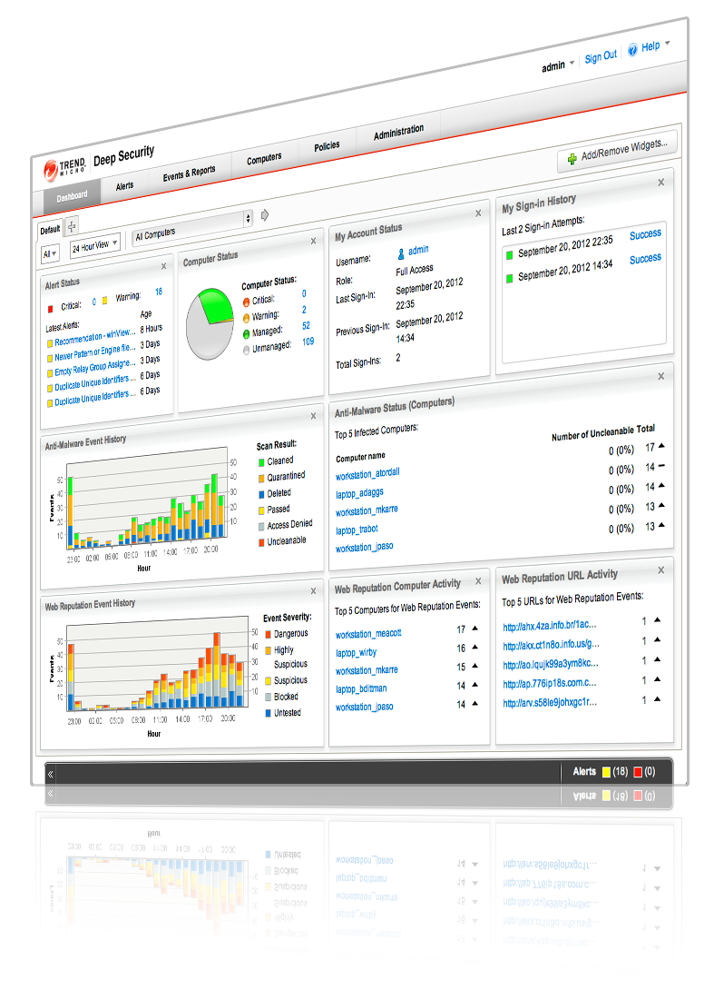 admin
Sign Out
Help
TREND MICRO
Deep Security
Dashboard
Alerts
Events & Reports
Computers
Policies
Administration
Add/Remove Widgets...
Default
All
24 Hour View
All Computers
Alert Status
Critical: 0 Warning: 18
Latest Alerts: Age
Recommendation - winView... 8 Hours
Newer Pattern or Engine file... 3 Days
Empty Relay Group Assigne... 3 Days
Duplicate Unique Identifiers ... 6 Days
Duplicate Unique Identifiers ... 6 Days
Computer Status
Computer Status:
Critical: 0
Warning: 2
Managed: 52
Unmanaged: 109
My Account Status
Username: admin
Role: Full Access
Last Sign-In: September 20, 2012
22:35
Previous Sign-In: September 20, 2012
14:34
Total Sign-Ins: 2
My Sign-in History
Last 2 Sign-in Attempts:
September 20, 2012 22:35 Success
September 20, 2012 14:34 Success
Anti-Malware Event History
Events
50 50
40 40
30 30
20 20
10 10
23:00 02:00 05:00 08:00 11:00 14:00 17:00 20:00
Hour
Scan Result:
Cleaned
Quarantined
Deleted
Passed
Access Denied
Uncleanable
Anti-Malware Status (Computers)
Top 5 Infected Computers:
Computer name Number of Uncleanable Total
workstation_atordall 0 (0%) 17
laptop_adaggs 0 (0%) 14
workstation_mkarre 0 (0%) 14
laptop_trabot 0 (0%) 13
workstation_jpaso 0 (0%) 13
Web Reputation Event History
Events
50 50
40 40
30 30
20 20
10 10
23:00 02:00 05:00 08:00 11:00 14:00 17:00 20:00
Hour
Event Severity:
Dangerous
Highly
Suspicious
Suspicious
Blocked
Untested
Web Reputation Computer Activity
Top 5 Computers for Web Reputation Events:
workstation_meacott 17
laptop_wirby 16
workstation_mkarre 15
laptop_bdittman 14
workstation_jpaso 14
Web Reputation URL Activity
Top 5 URLs for Web Reputation Events:
http://ahx.4za.info.br/1ac... 1
http://akx.ct1n8o.info.us/g... 1
http://ao.lqujk99a3ym8kc... 1
http://ap.776ip18s.com.c... 1
http://arv.s58le9johxgc1r... 1
Alerts (18) (0)